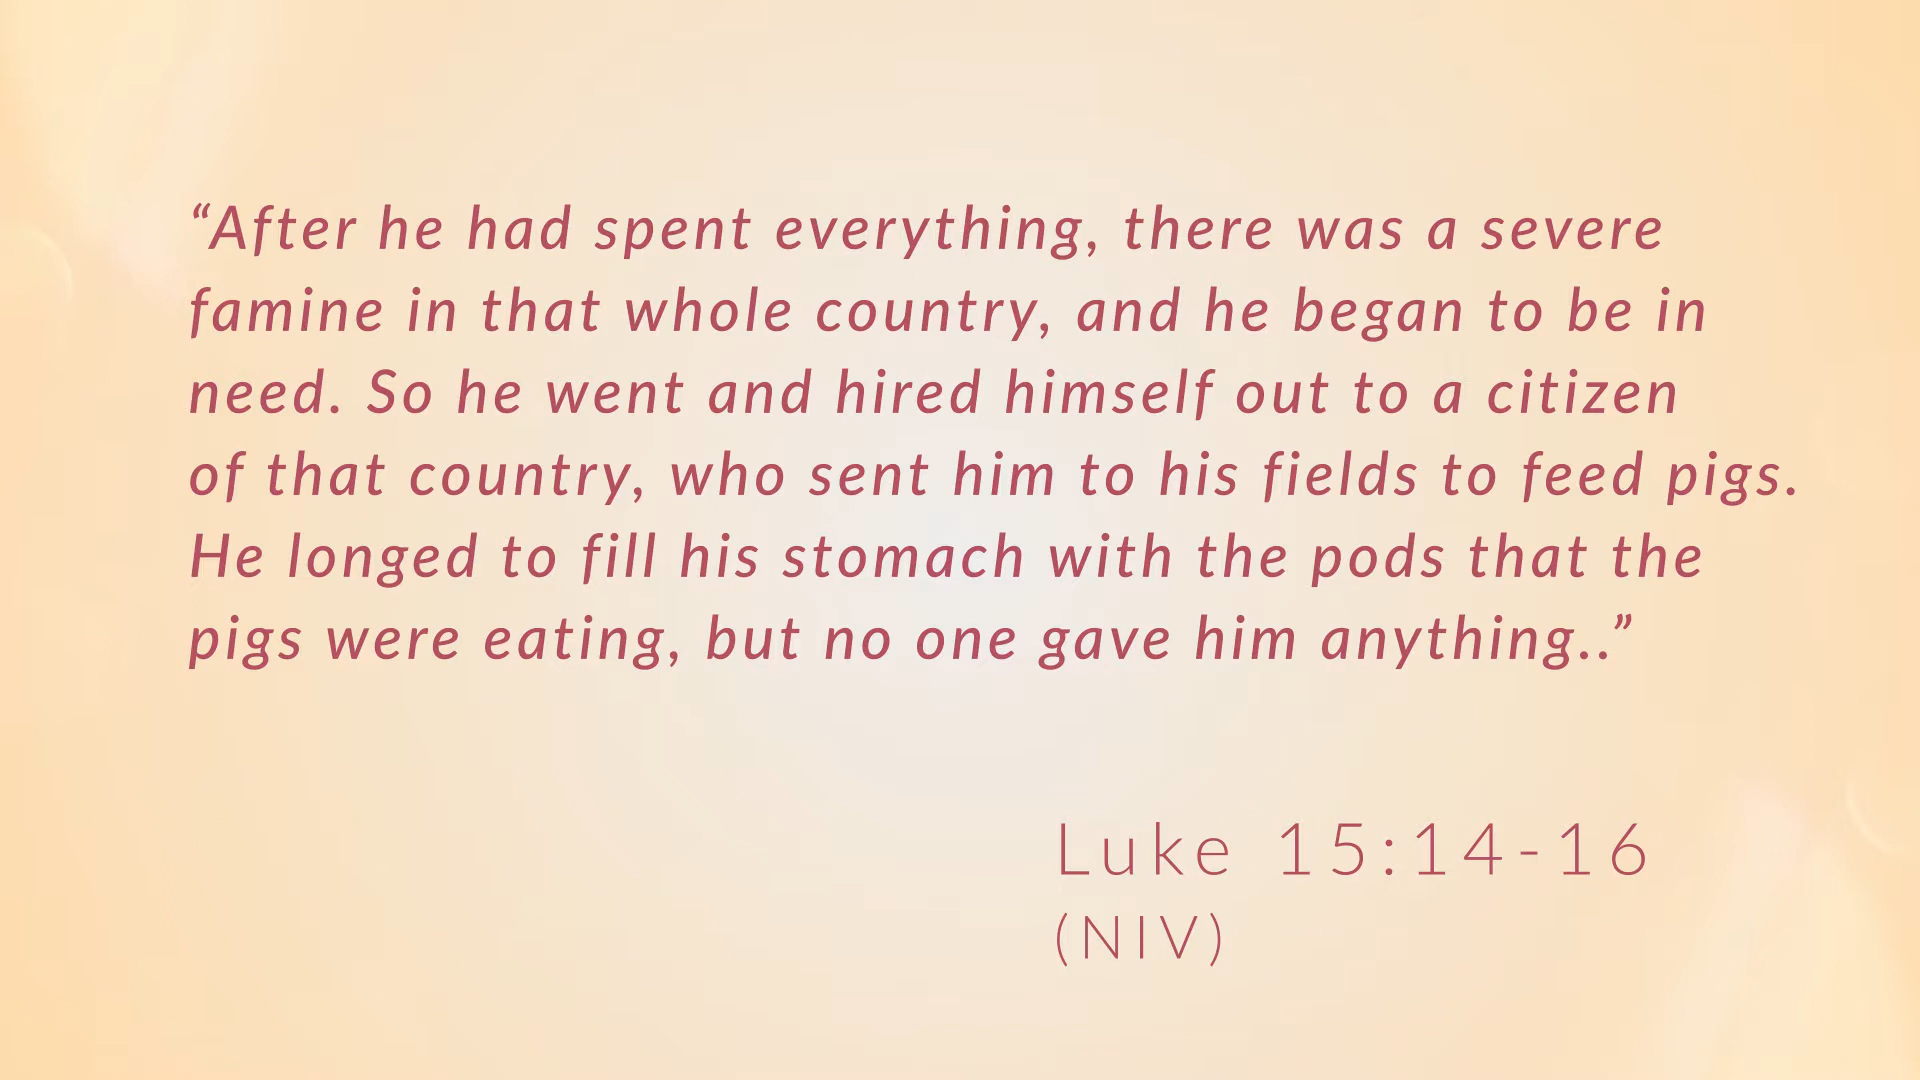 “After he had spent everything, there was a severe
famine in that whole country, and he began to be in
need. So he went and hired himself out to a citizen
of that country, who sent him to his fields to feed pigs.
He longed to fill his stomach with the pods that the
pigs were eating, but no one gave him anything..”
Luke 15:14-16
(NIV)